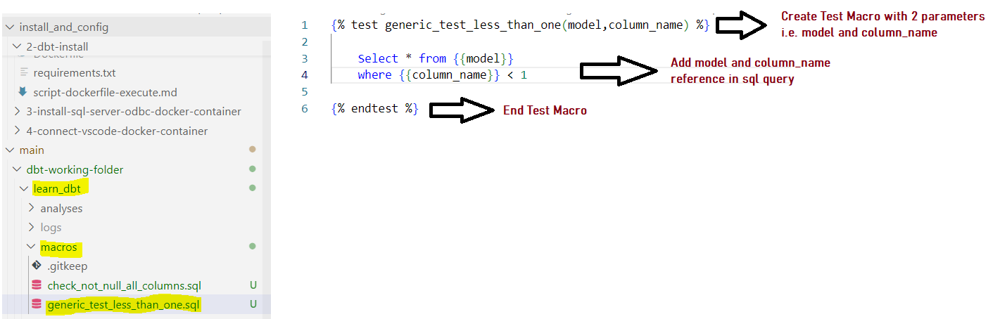 install_and_config
2-dbt-install
Dockerfile
requirements.txt
script-dockerfile-execute.md
3-install-sql-server-odbc-docker-container
4-connect-vscode-docker-container
main
dbt-working-folder
learn_dbt
analyses
logs
macros
.gitkeep
check_not_null_all_columns.sql U
generic_test_less_than_one.sql U
1 {% test generic_test_less_than_one(model,column_name) %}
2
3 Select * from {{model}}
4 where {{column_name}} < 1
5
6 {% endtest %}
Create Test Macro with 2 parameters
i.e. model and column_name
Add model and column_name
reference in sql query
End Test Macro